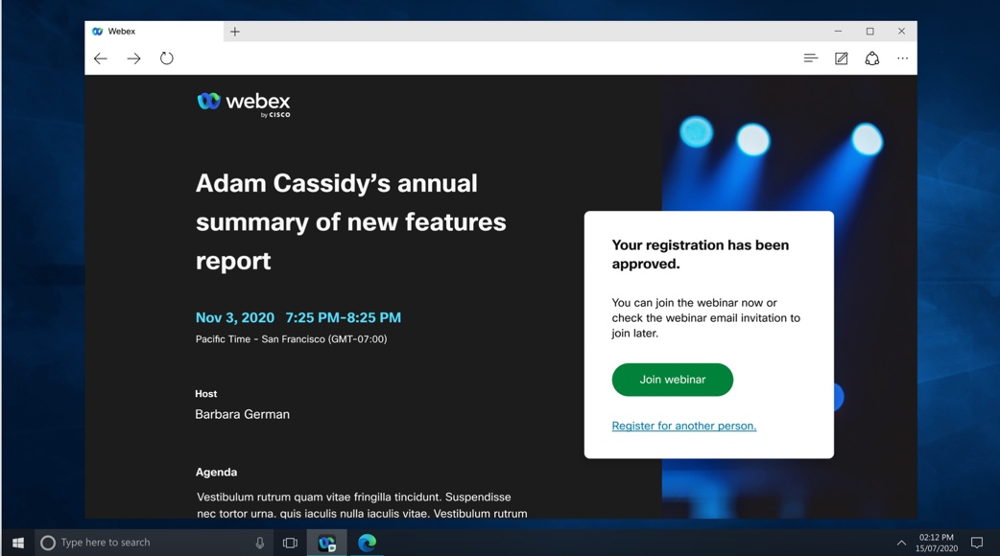 Webex
webex
by CISCO
Adam Cassidy’s annual
summary of new features
report
Nov 3, 2020 7:25 PM-8:25 PM
Pacific Time - San Francisco (GMT-07:00)
Host
Barbara German
Agenda
Vestibulum rutrum quam vitae fringilla tincidunt. Suspendisse
nec tortor urna, quis iaculis nulla iaculis vitae. Vestibulum rutrum
Your registration has been
approved.
You can join the webinar now or
check the webinar email invitation to
join later.
Join webinar
Register for another person.
Type here to search
02:12 PM
15/07/2020